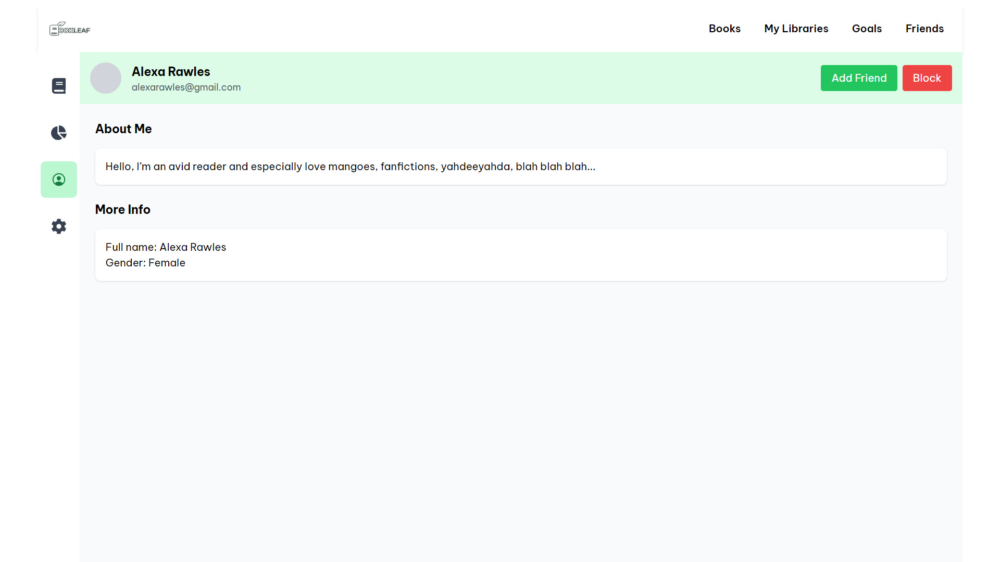 OOKLEAF
Books
My Libraries
Goals
Friends
Alexa Rawles
alexarawles@gmail.com
Add Friend
Block
About Me
Hello, I’m an avid reader and especially love mangoes, fanfictions, yahdeeyahda, blah blah blah...
More Info
Full name: Alexa Rawles
Gender: Female